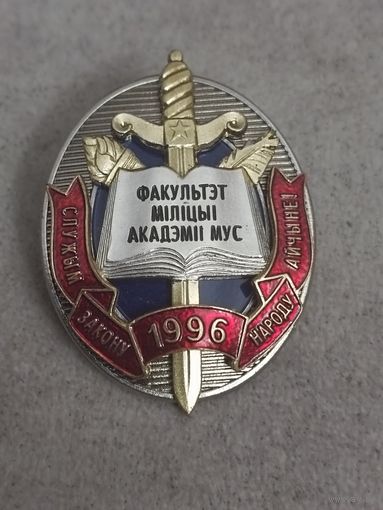 ФАКУЛЬТЭТ
МІЛІЦЫІ
АКАДЭМІІ МУС
СЛУЖЫМ
ЗАКОНУ
1996
НАРОДУ
АЙЧЫНЕ!